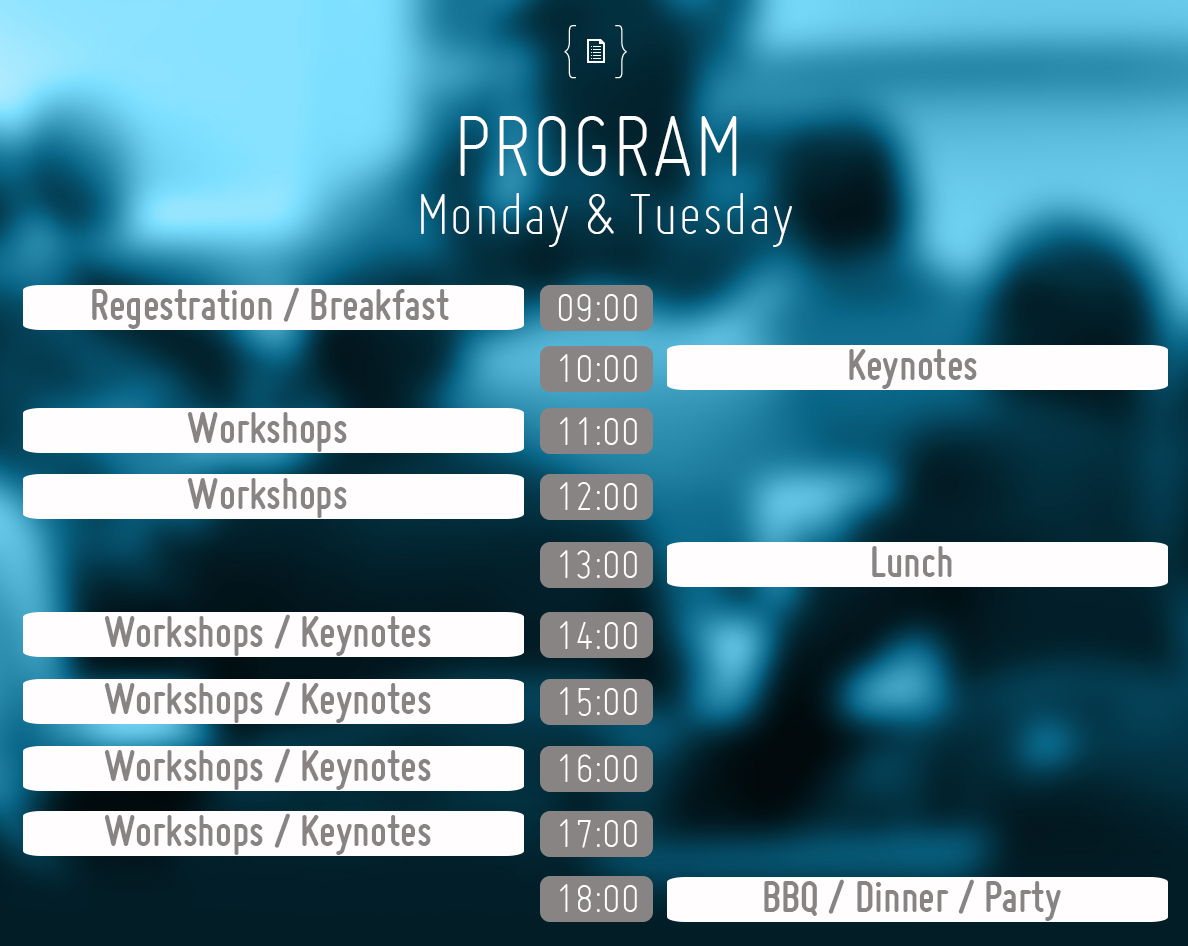 PROGRAM
Monday & Tuesday
Regestration / Breakfast 09:00
10:00 Keynotes
Workshops 11:00
Workshops 12:00
13:00 Lunch
Workshops / Keynotes 14:00
Workshops / Keynotes 15:00
Workshops / Keynotes 16:00
Workshops / Keynotes 17:00
18:00 BBQ / Dinner / Party